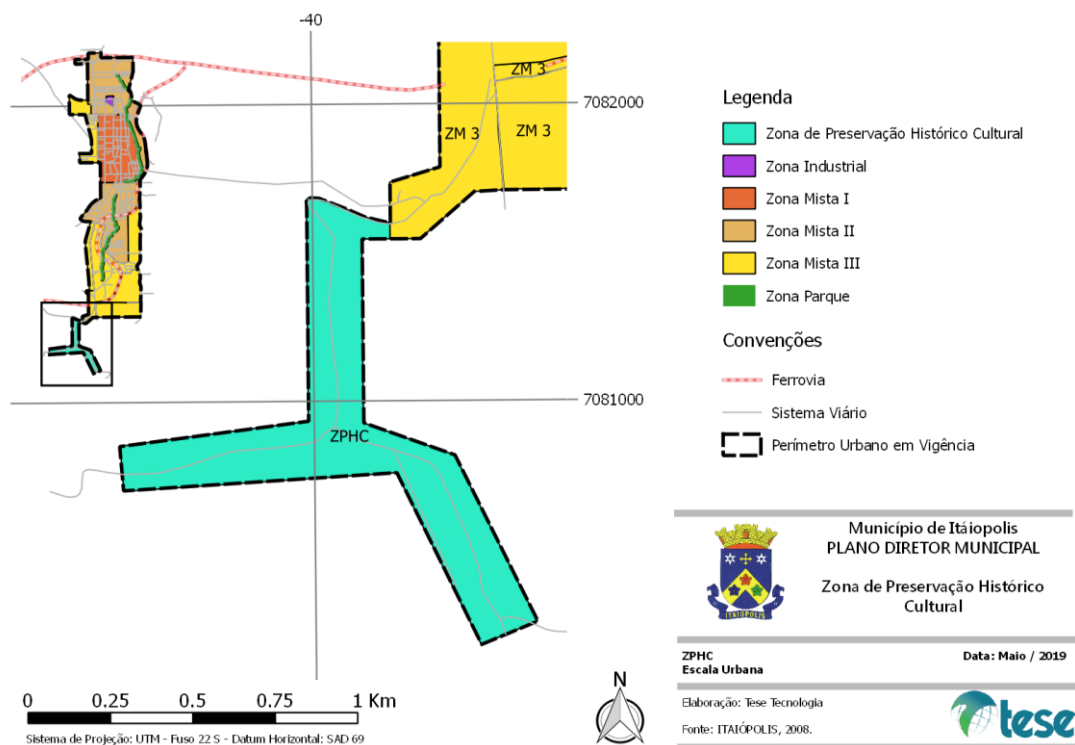 -40
7082000
ZM 3
ZM 3
ZM 3
7081000
ZPHC
Legenda
Zona de Preservação Histórico Cultural
Zona Industrial
Zona Mista I
Zona Mista II
Zona Mista III
Zona Parque
Convenções
Ferrovia
Sistema Viário
Perímetro Urbano em Vigência
Município de Itáiopolis
PLANO DIRETOR MUNICIPAL
Zona de Preservação Histórico
Cultural
ITAIÓPOLIS
ZPHC
Escala Urbana
Data: Maio / 2019
Elaboração: Tese Tecnologia
Fonte: ITAIÓPOLIS, 2008.
tese
N
0 0.25 0.5 0.75 1 Km
Sistema de Projeção: UTM - Fuso 22 S - Datum Horizontal: SAD 69